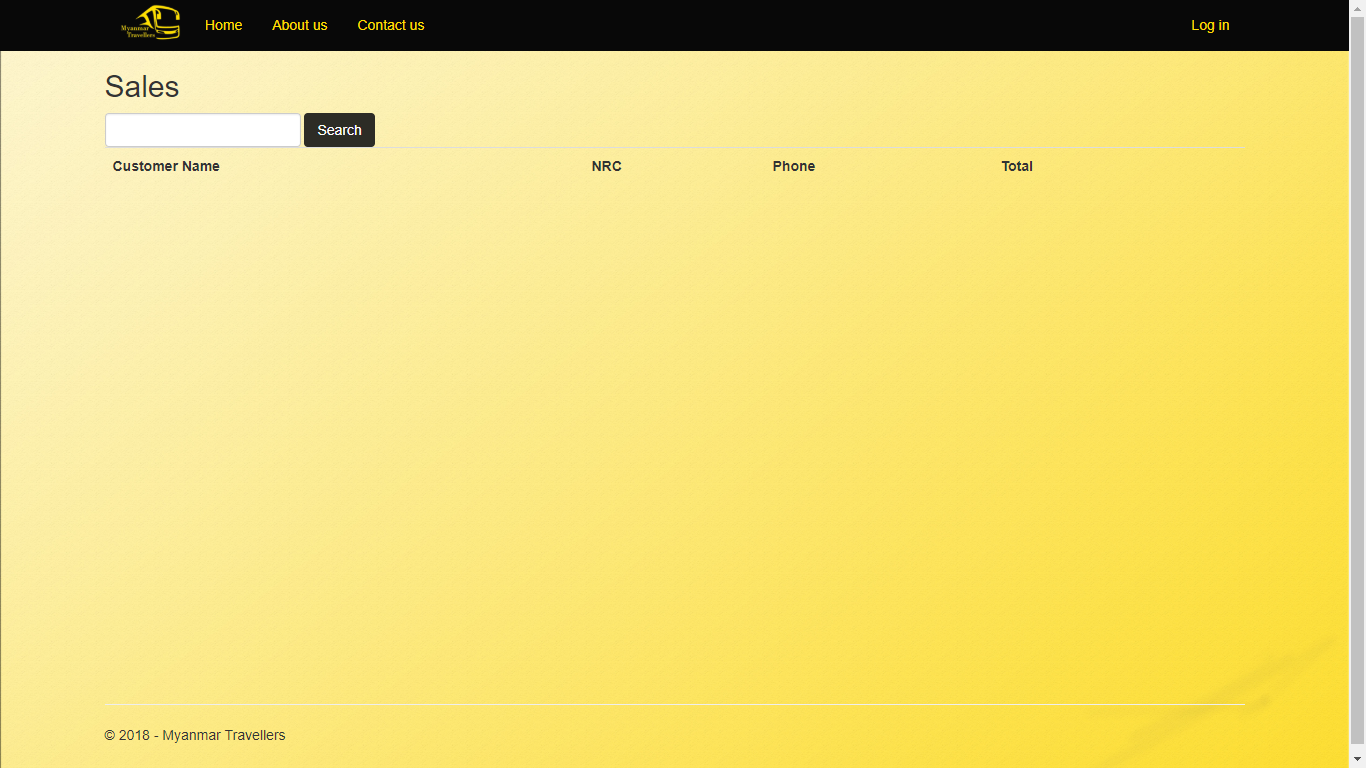 Myanmar
Travellers
Home About us Contact us Log in
Sales
Search
Customer Name NRC Phone Total
© 2018 - Myanmar Travellers